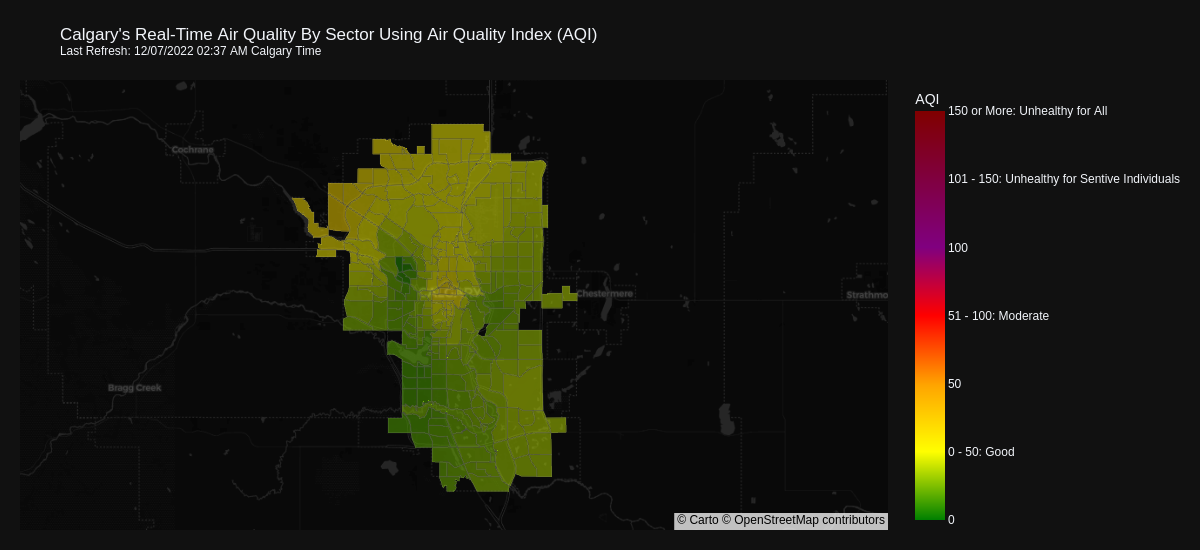 Calgary's Real-Time Air Quality By Sector Using Air Quality Index (AQI)
Last Refresh: 12/07/2022 02:37 AM Calgary Time
AQI
150 or More: Unhealthy for All
Cochrane
101 - 150: Unhealthy for Sentive Individuals
100
Chestermere
Strathmo
51 - 100: Moderate
Bragg Creek
50
0 - 50: Good
0
© Carto © OpenStreetMap contributors